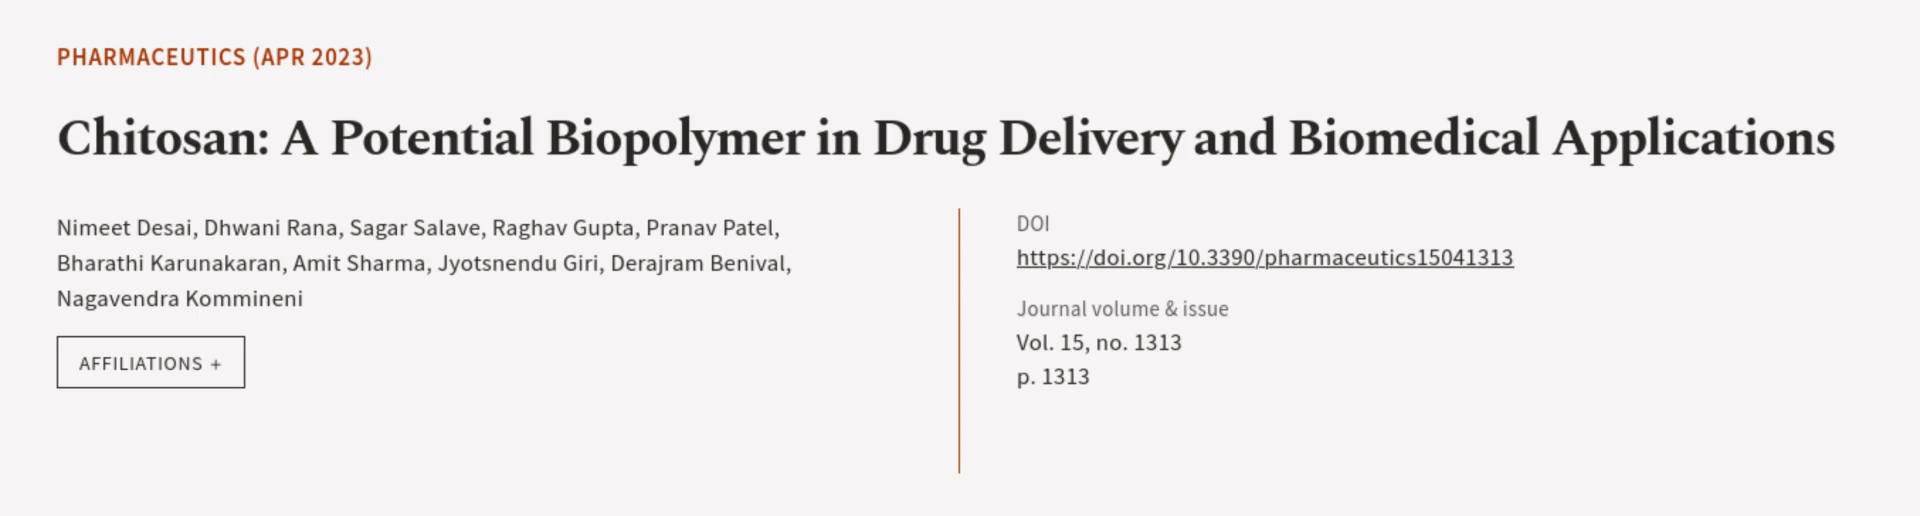 PHARMACEUTICS (APR 2023)
Chitosan: A Potential Biopolymer in Drug Delivery and Biomedical Applications
Nimeet Desai, Dhwani Rana, Sagar Salave, Raghav Gupta, Pranav Patel,
Bharathi Karunakaran, Amit Sharma, Jyotsnendu Giri, Derajram Benival,
Nagavendra Kommineni
AFFILIATIONS +
DOI
https://doi.org/10.3390/pharmaceutics15041313
Journal volume & issue
Vol. 15, no. 1313
p. 1313